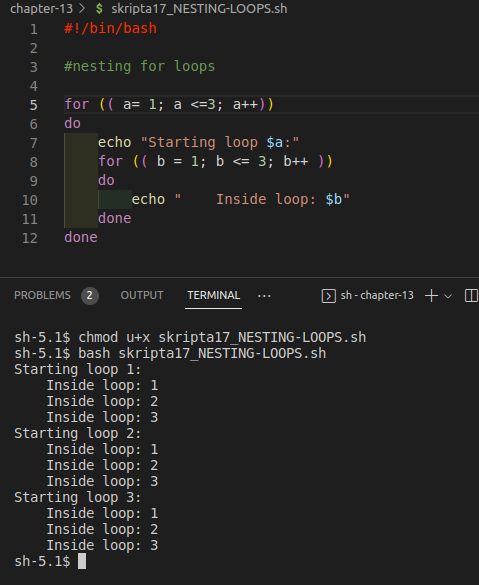 chapter-13 > $ skripta17_NESTING-LOOPS.sh
1 #!/bin/bash
2
3 #nesting for loops
4
5 for (( a= 1; a <=3; a++))
6 do
7     echo "Starting loop $a:"
8     for (( b = 1; b <= 3; b++ ))
9     do
10         echo "    Inside loop: $b"
11     done
12 done
PROBLEMS 2 OUTPUT TERMINAL ··· sh - chapter-13
sh-5.1$ chmod u+x skripta17_NESTING-LOOPS.sh
sh-5.1$ bash skripta17_NESTING-LOOPS.sh
Starting loop 1:
    Inside loop: 1
    Inside loop: 2
    Inside loop: 3
Starting loop 2:
    Inside loop: 1
    Inside loop: 2
    Inside loop: 3
Starting loop 3:
    Inside loop: 1
    Inside loop: 2
    Inside loop: 3
sh-5.1$